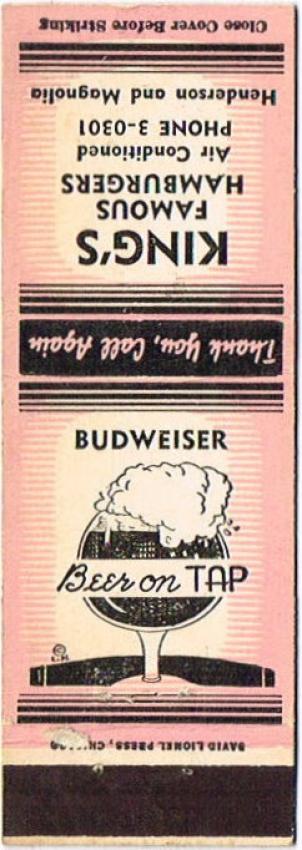 Close Cover Before Striking
Henderson and Magnolia
PHONE 3-0301
Air Conditioned
HAMBURGERS
FAMOUS
KING'S
Thank You, Call Again
BUDWEISER
Beer on TAP
DAVID LIONEL PRESS, CHICAGO